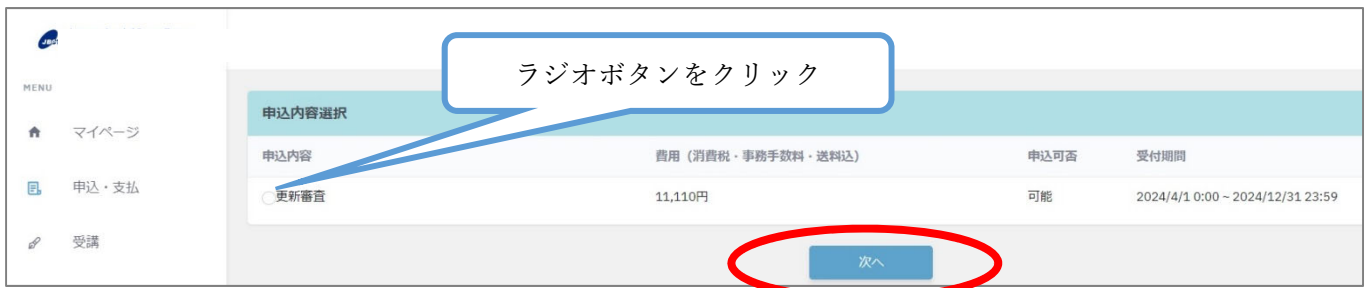 ラジオボタンをクリック
MENU
申込内容選択
マイページ
申込内容 費用（消費税・事務手数料・送料込） 申込可否 受付期間
申込・支払
更新審査 11,110円 可能 2024/4/1 0:00 ~ 2024/12/31 23:59
受講
次へ